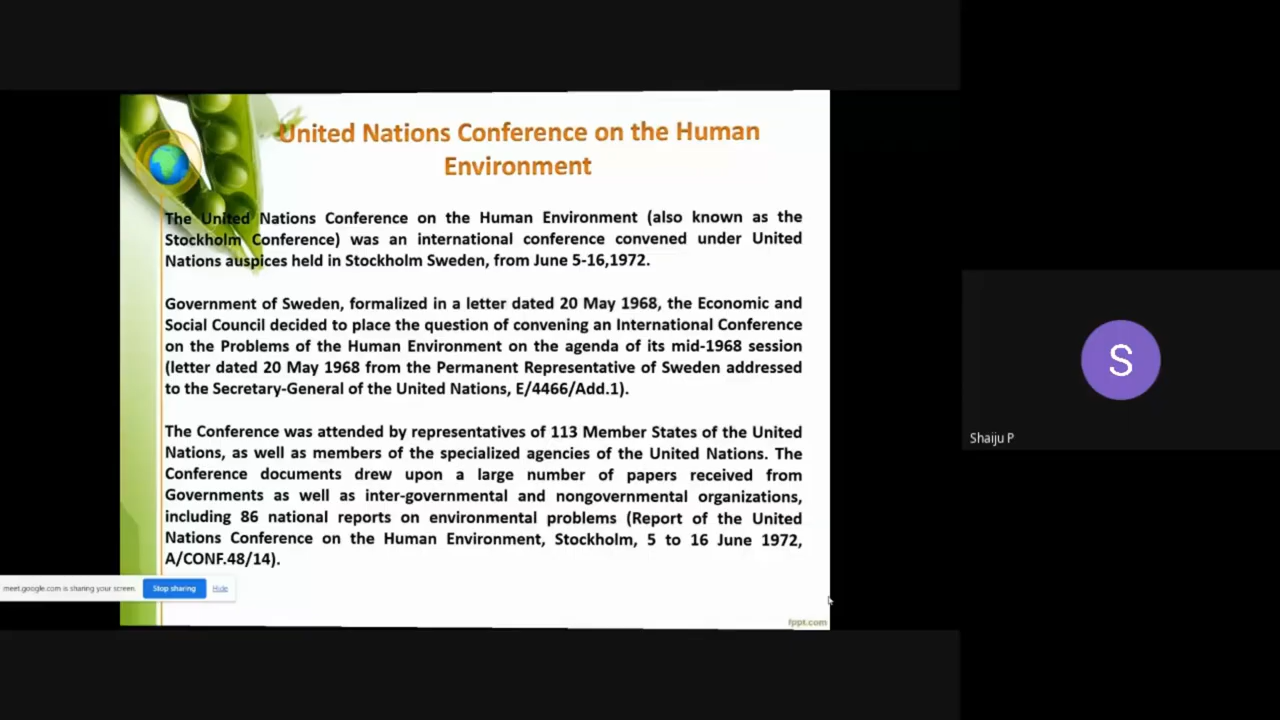 United Nations Conference on the Human
Environment
The United Nations Conference on the Human Environment (also known as the
Stockholm Conference) was an international conference convened under United
Nations auspices held in Stockholm Sweden, from June 5-16,1972.
Government of Sweden, formalized in a letter dated 20 May 1968, the Economic and
Social Council decided to place the question of convening an International Conference
on the Problems of the Human Environment on the agenda of its mid-1968 session
(letter dated 20 May 1968 from the Permanent Representative of Sweden addressed
to the Secretary-General of the United Nations, E/4466/Add.1).
The Conference was attended by representatives of 113 Member States of the United
Nations, as well as members of the specialized agencies of the United Nations. The
Conference documents drew upon a large number of papers received from
Governments as well as inter-governmental and nongovernmental organizations,
including 86 national reports on environmental problems (Report of the United
Nations Conference on the Human Environment, Stockholm, 5 to 16 June 1972,
A/CONF.48/14).
meet.google.com is sharing your screen. Stop sharing Hide
fppt.com
S
Shaiju P